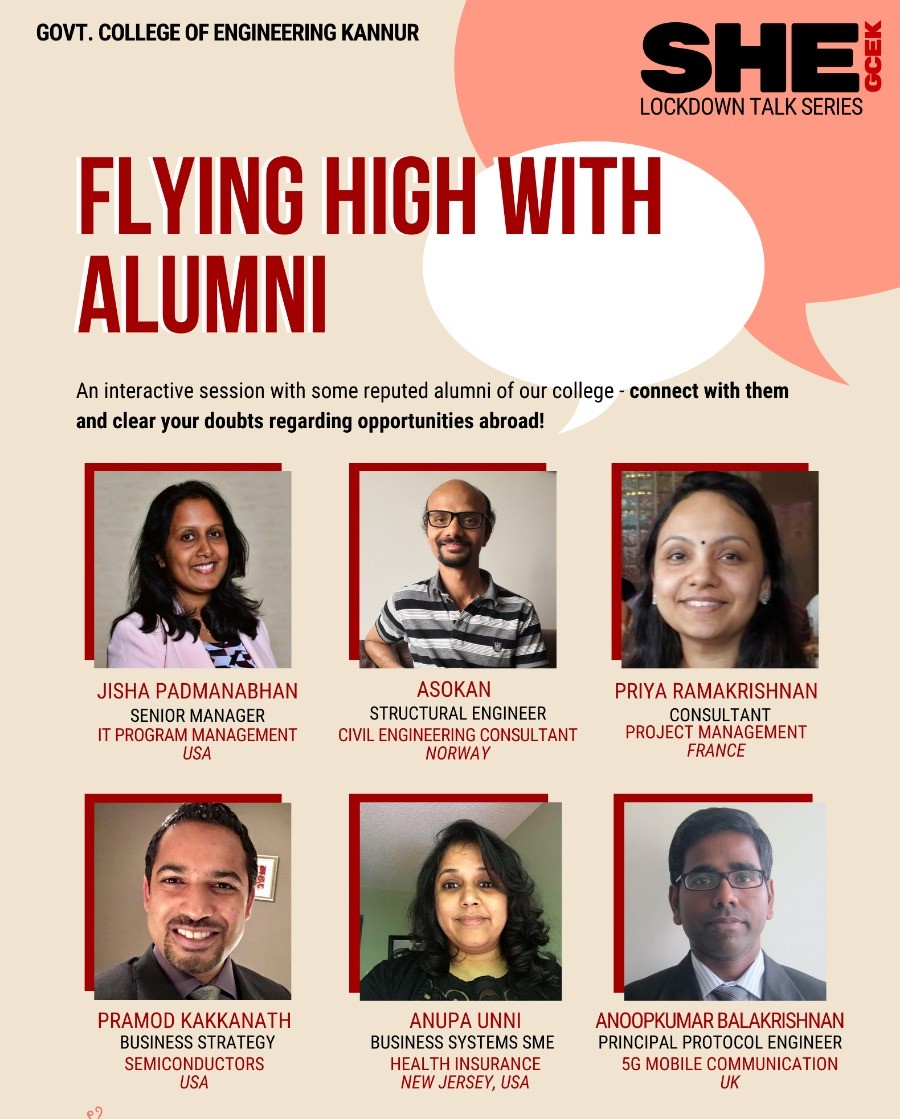 GOVT. COLLEGE OF ENGINEERING KANNUR
SHE
GCEK
LOCKDOWN TALK SERIES
FLYING HIGH WITH
ALUMNI
An interactive session with some reputed alumni of our college - connect with them
and clear your doubts regarding opportunities abroad!
JISHA PADMANABHAN
SENIOR MANAGER
IT PROGRAM MANAGEMENT
USA
ASOKAN
STRUCTURAL ENGINEER
CIVIL ENGINEERING CONSULTANT
NORWAY
PRIYA RAMAKRISHNAN
CONSULTANT
PROJECT MANAGEMENT
FRANCE
PRAMOD KAKKANATH
BUSINESS STRATEGY
SEMICONDUCTORS
USA
ANUPA UNNI
BUSINESS SYSTEMS SME
HEALTH INSURANCE
NEW JERSEY, USA
ANOOPKUMAR BALAKRISHNAN
PRINCIPAL PROTOCOL ENGINEER
5G MOBILE COMMUNICATION
UK